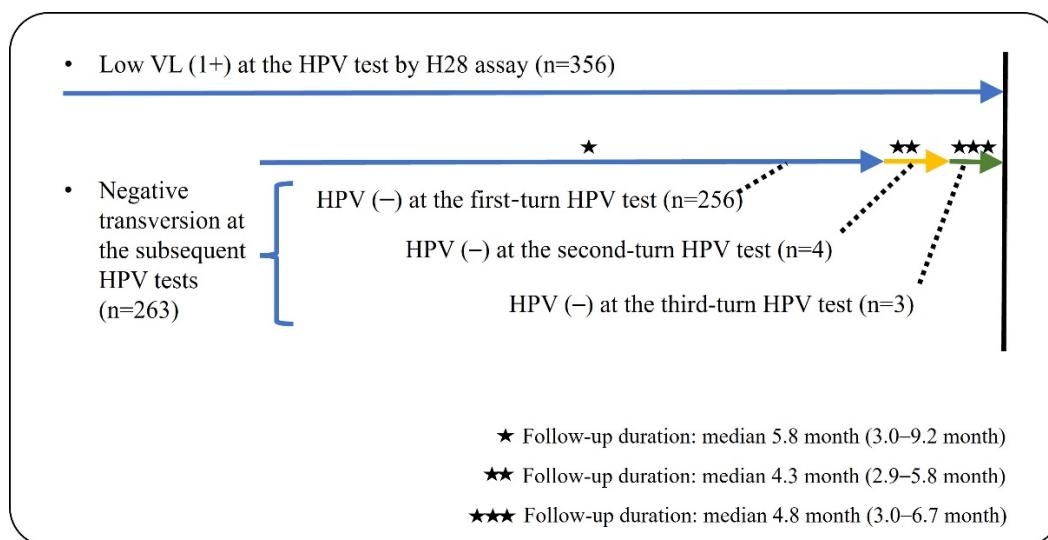 • Low VL (1+) at the HPV test by H28 assay (n=356)
★
★★
★★★
• Negative
transversion at
the subsequent
HPV tests
(n=263)
HPV (−) at the first-turn HPV test (n=256)
HPV (−) at the second-turn HPV test (n=4)
HPV (−) at the third-turn HPV test (n=3)
★ Follow-up duration: median 5.8 month (3.0–9.2 month)
★★ Follow-up duration: median 4.3 month (2.9–5.8 month)
★★★ Follow-up duration: median 4.8 month (3.0–6.7 month)